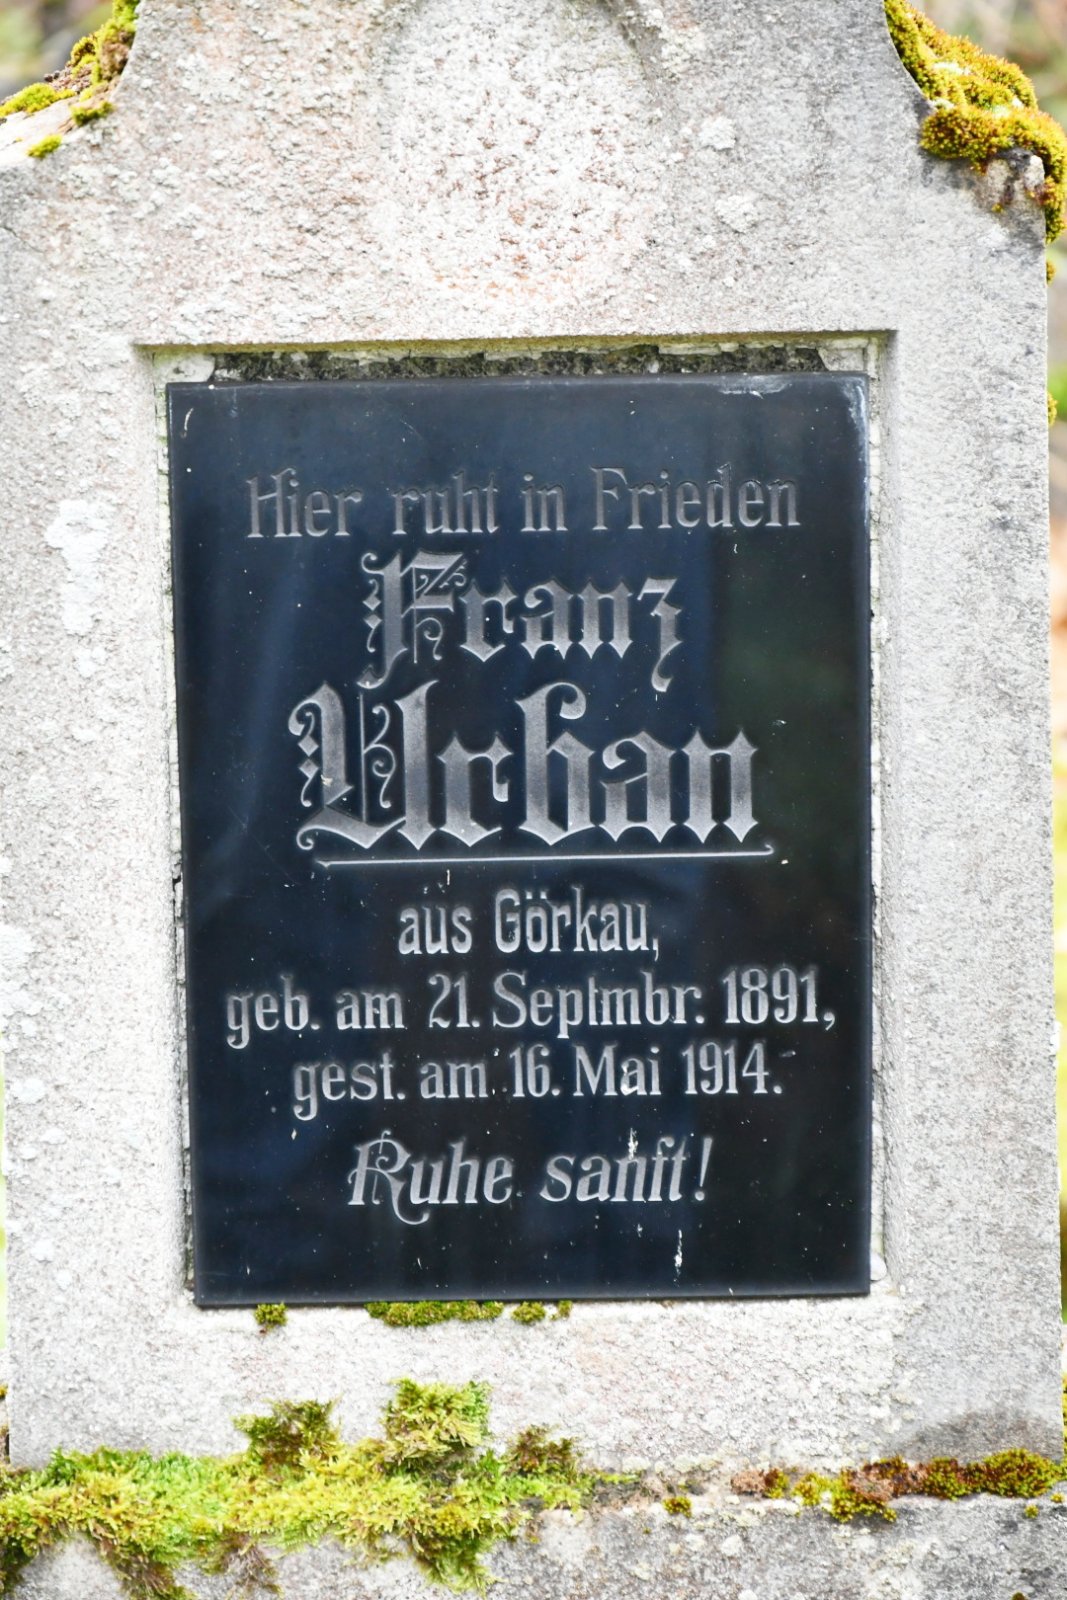 Hier ruht in Frieden
Franz
Urban
aus Görkau,
geb. am 21. Septmbr. 1891,
gest. am 16. Mai 1914.
Ruhe sanft!